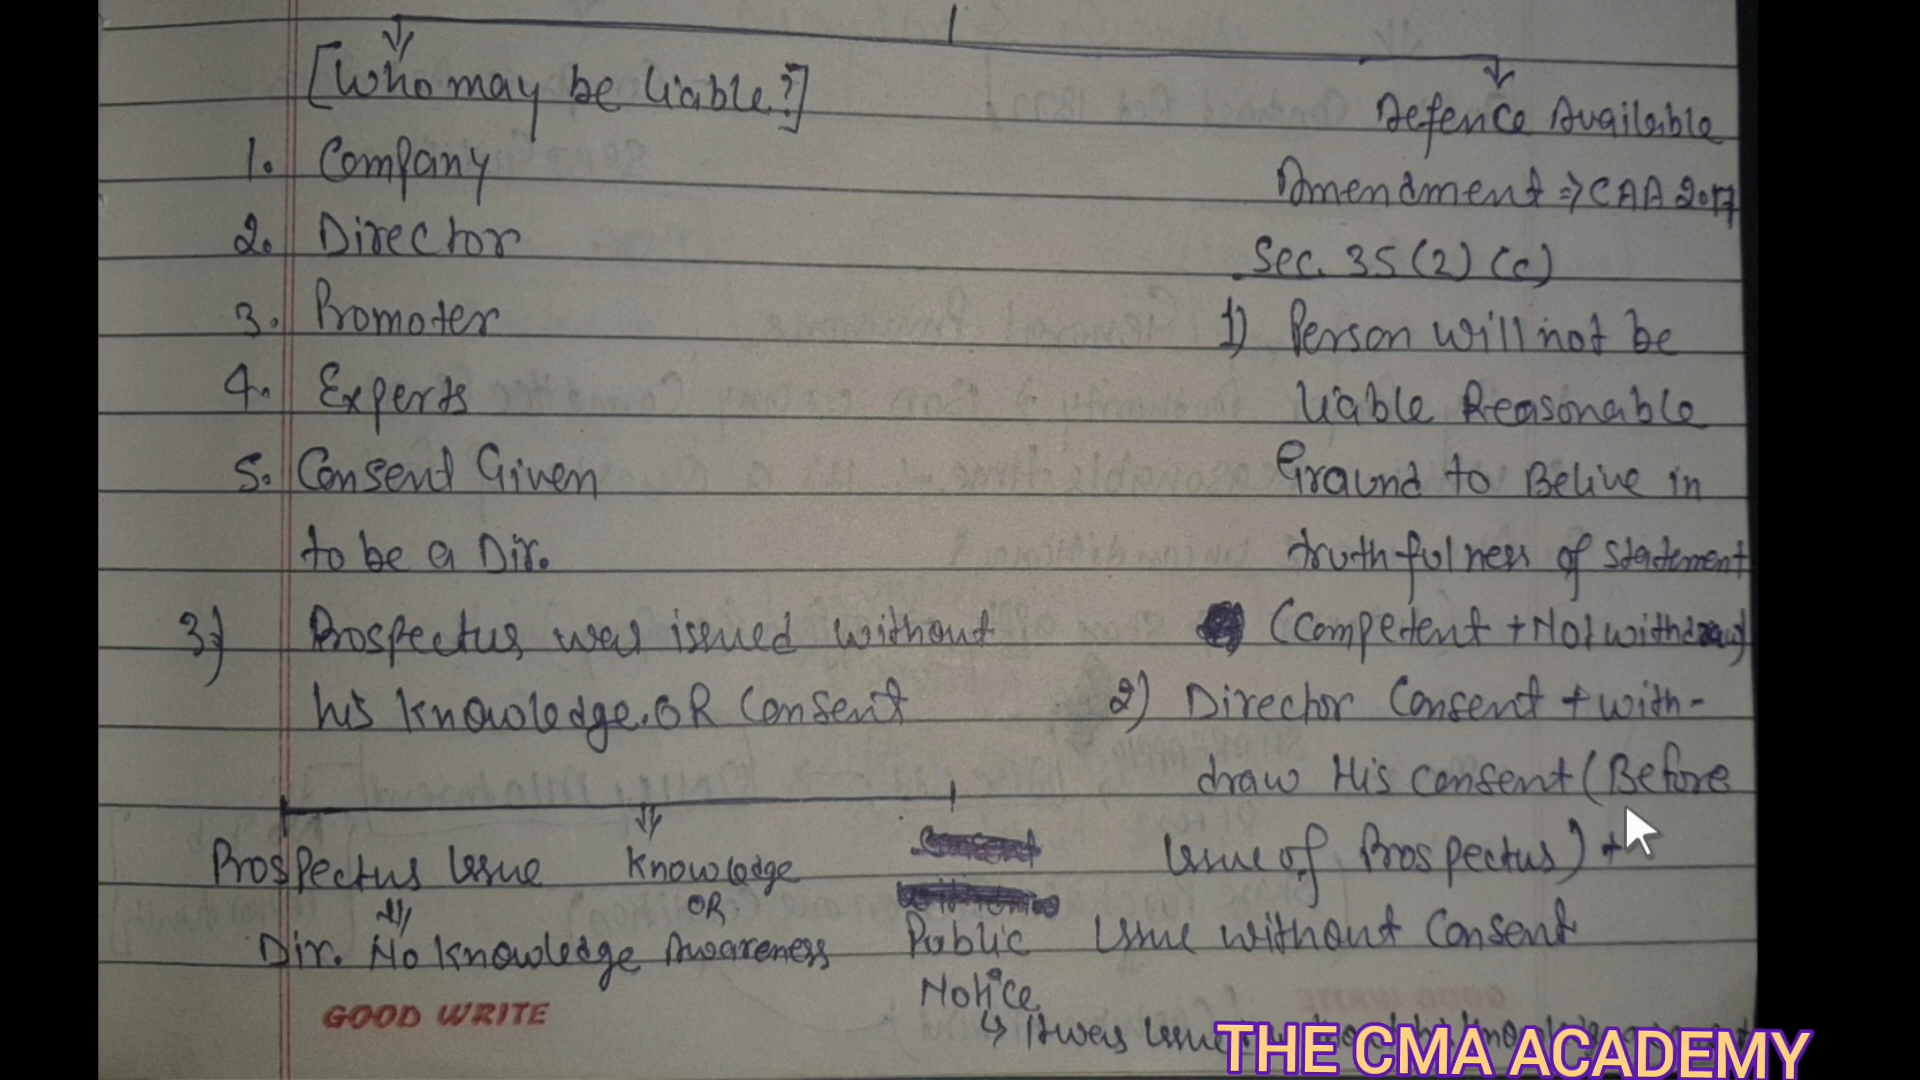 [Who may be liable?]
1. Company
2. Director
3. Promoter
4. Experts
5. Consent Given
to be a Dir.
Defence Available
Amendment => CAA 2017
Sec. 35 (2) (c)
1) Person will not be
liable Reasonable
Ground to Belive in
truthfulness of statement
(Competent + Not withdraw)
2) Director Consent + with-
draw His consent (Before
Issue of Prospectus) +
Issue without Consent
3) Prospectus was issued without
his knowledge. OR Consent
Prospectus Issue
Dir. No knowledge
Knowledge
OR
Awareness
Public
Notice
↳ It was Issue
GOOD WRITE
THE CMA ACADEMY